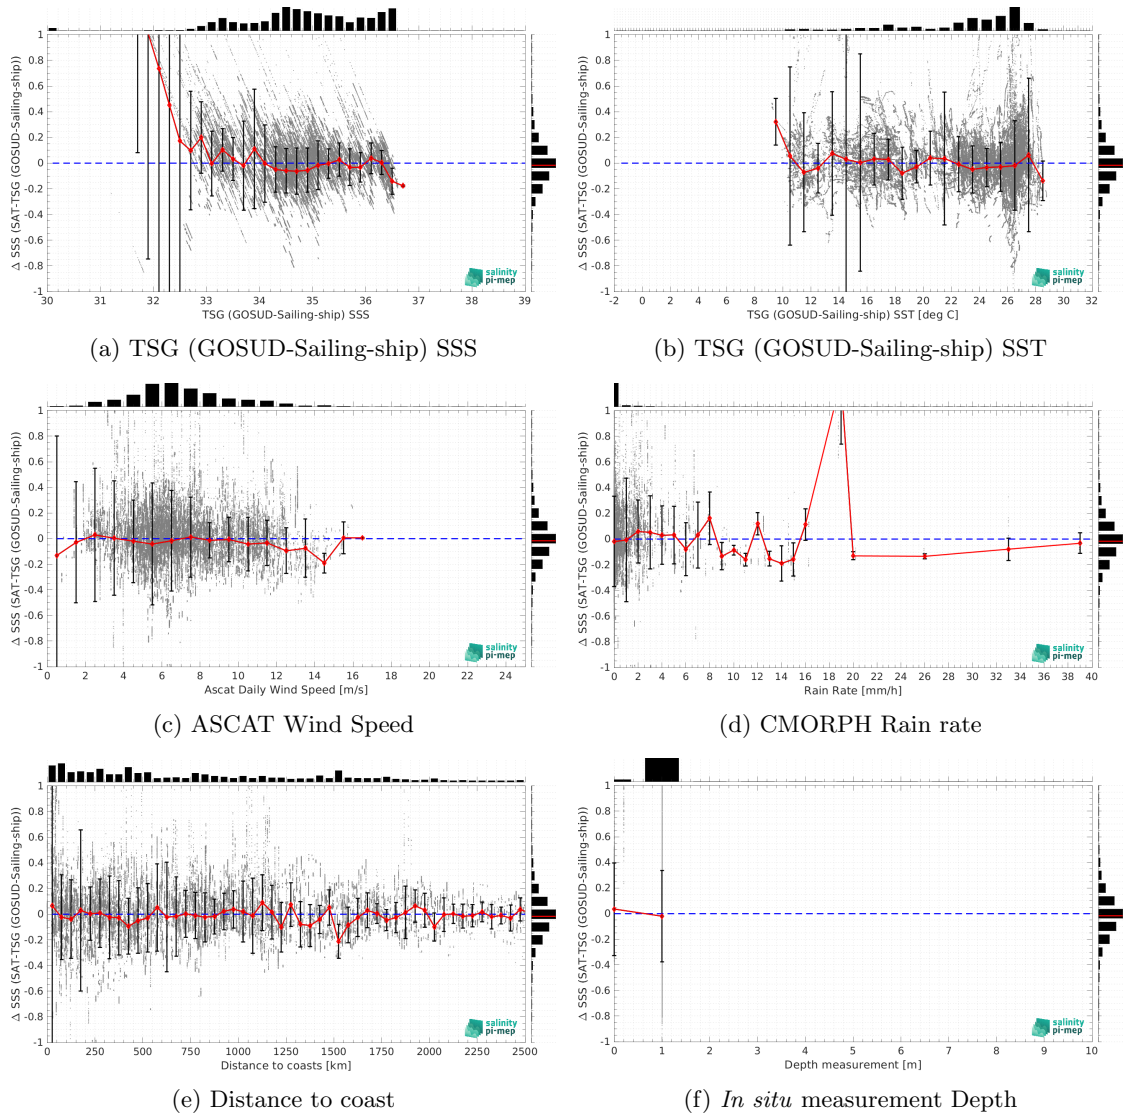 Δ SSS (SAT-TSG (GOSUD-Sailing-ship))
1
0.8
0.6
0.4
0.2
0
-0.2
-0.4
-0.6
-0.8
-1
30 31 32 33 34 35 36 37 38 39
TSG (GOSUD-Sailing-ship) SSS
salinity
pi-mep
(a) TSG (GOSUD-Sailing-ship) SSS
Δ SSS (SAT-TSG (GOSUD-Sailing-ship))
1
0.8
0.6
0.4
0.2
0
-0.2
-0.4
-0.6
-0.8
-1
-2 0 2 4 6 8 10 12 14 16 18 20 22 24 26 28 30 32
TSG (GOSUD-Sailing-ship) SST [deg C]
salinity
pi-mep
(b) TSG (GOSUD-Sailing-ship) SST
Δ SSS (SAT-TSG (GOSUD-Sailing-ship))
1
0.8
0.6
0.4
0.2
0
-0.2
-0.4
-0.6
-0.8
-1
0 2 4 6 8 10 12 14 16 18 20 22 24
Ascat Daily Wind Speed [m/s]
salinity
pi-mep
(c) ASCAT Wind Speed
Δ SSS (SAT-TSG (GOSUD-Sailing-ship))
1
0.8
0.6
0.4
0.2
0
-0.2
-0.4
-0.6
-0.8
-1
0 2 4 6 8 10 12 14 16 18 20 22 24 26 28 30 32 34 36 38 40
Rain Rate [mm/h]
salinity
pi-mep
(d) CMORPH Rain rate
Δ SSS (SAT-TSG (GOSUD-Sailing-ship))
1
0.8
0.6
0.4
0.2
0
-0.2
-0.4
-0.6
-0.8
-1
0 250 500 750 1000 1250 1500 1750 2000 2250 2500
Distance to coasts [km]
salinity
pi-mep
(e) Distance to coast
Δ SSS (SAT-TSG (GOSUD-Sailing-ship))
1
0.8
0.6
0.4
0.2
0
-0.2
-0.4
-0.6
-0.8
-1
0 1 2 3 4 5 6 7 8 9 10
Depth measurement [m]
salinity
pi-mep
(f) In situ measurement Depth